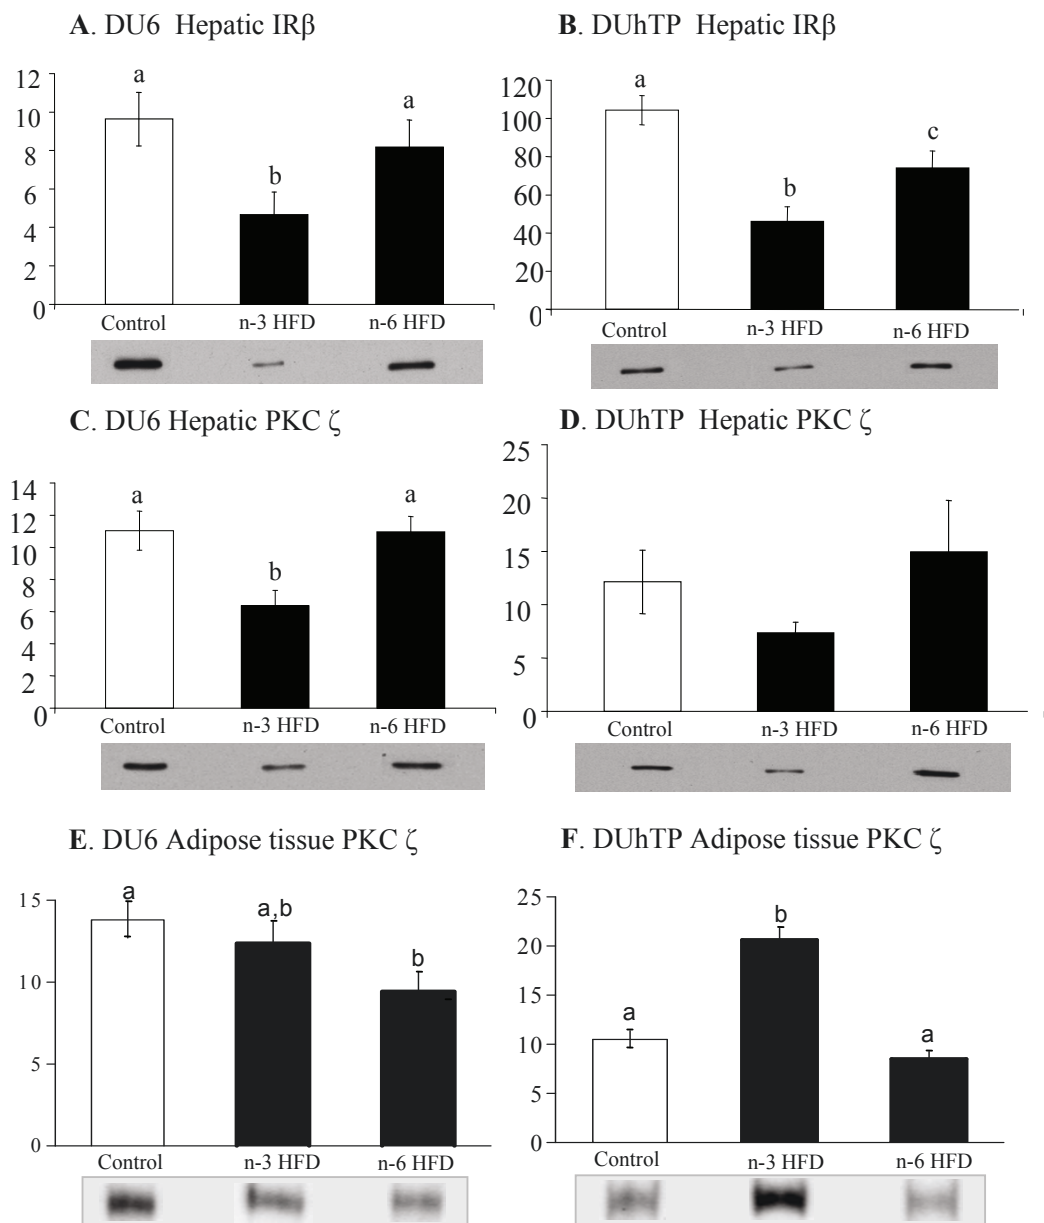 A. DU6 Hepatic IRβ
12
10
8
6
4
2
0
a
b
a
Control n-3 HFD n-6 HFD
B. DUhTP Hepatic IRβ
120
100
80
60
40
20
0
a
b
c
Control n-3 HFD n-6 HFD
C. DU6 Hepatic PKC ζ
14
12
10
8
6
4
2
0
a
b
a
Control n-3 HFD n-6 HFD
D. DUhTP Hepatic PKC ζ
25
20
15
10
5
0
Control n-3 HFD n-6 HFD
E. DU6 Adipose tissue PKC ζ
15
10
5
0
a
a,b
b
Control n-3 HFD n-6 HFD
F. DUhTP Adipose tissue PKC ζ
25
20
15
10
5
0
a
b
a
Control n-3 HFD n-6 HFD